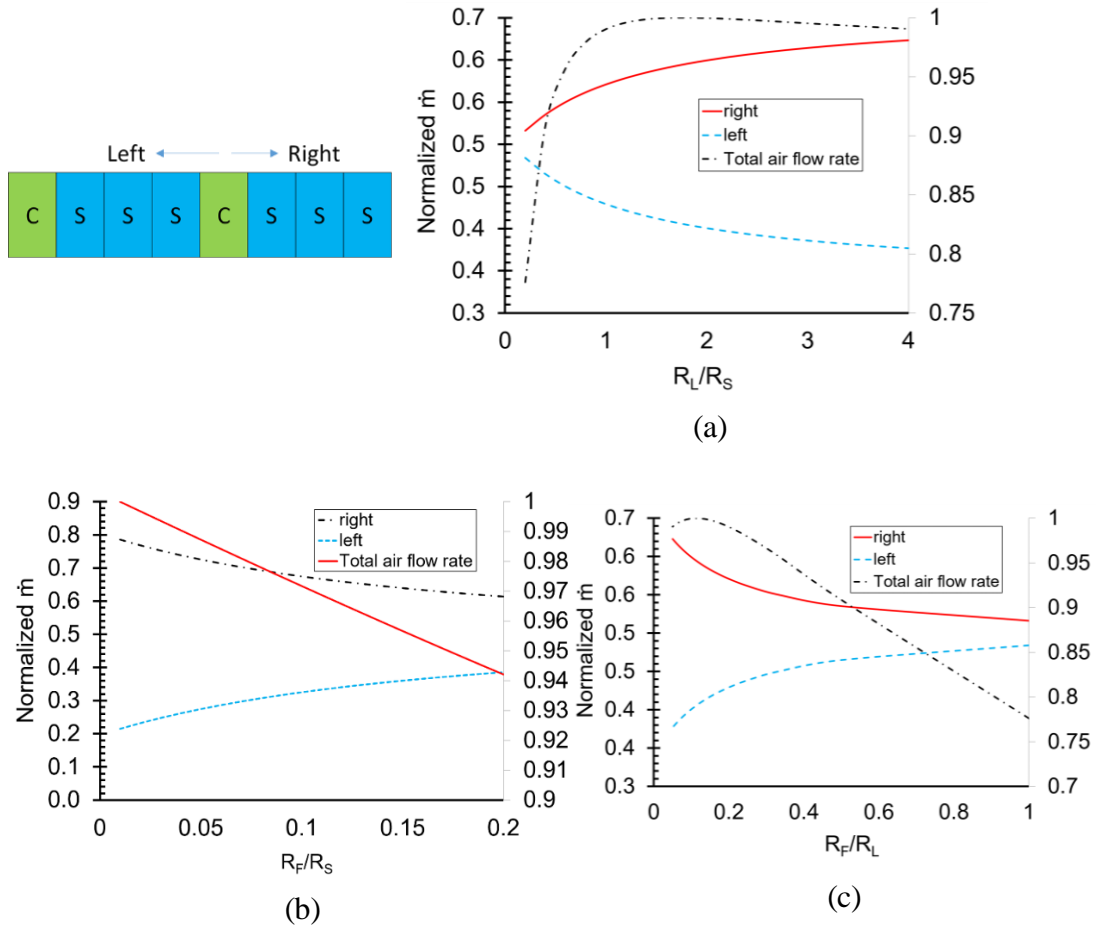 Left Right
C S S S C S S S
Normalized ṁ
0.7
0.6
0.6
0.5
0.5
0.4
0.4
0.3
1
0.95
0.9
0.85
0.8
0.75
right
left
Total air flow rate
0 1 2 3 4
R_L/R_S
(a)
Normalized ṁ
0.9
0.8
0.7
0.6
0.5
0.4
0.3
0.2
0.1
0.0
1
0.99
0.98
0.97
0.96
0.95
0.94
0.93
0.92
0.91
0.9
right
left
Total air flow rate
0 0.05 0.1 0.15 0.2
R_F/R_S
(b)
Normalized ṁ
0.7
0.6
0.6
0.5
0.5
0.4
0.4
0.3
1
0.95
0.9
0.85
0.8
0.75
0.7
right
left
Total air flow rate
0 0.2 0.4 0.6 0.8 1
R_F/R_L
(c)